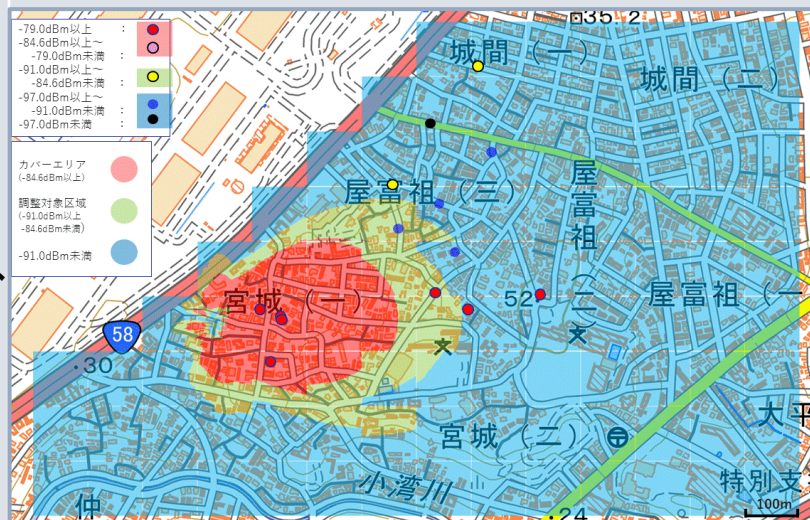 -79.0dBm以上 :
-84.6dBm以上～
-79.0dBm未満 :
-91.0dBm以上～
-84.6dBm未満 :
-97.0dBm以上～
-91.0dBm未満 :
-97.0dBm未満 :
カバーエリア
(-84.6dBm以上)
調整対象区域
(-91.0dBm以上
-84.6dBm未満)
-91.0dBm未満
35.2
城間（一）
城間（二）
屋富祖（三）
屋富祖（二）
宮城（一）
52
屋富祖（一
58
30
宮城（二）
大平
小湾川
特別支
仲
24
100m